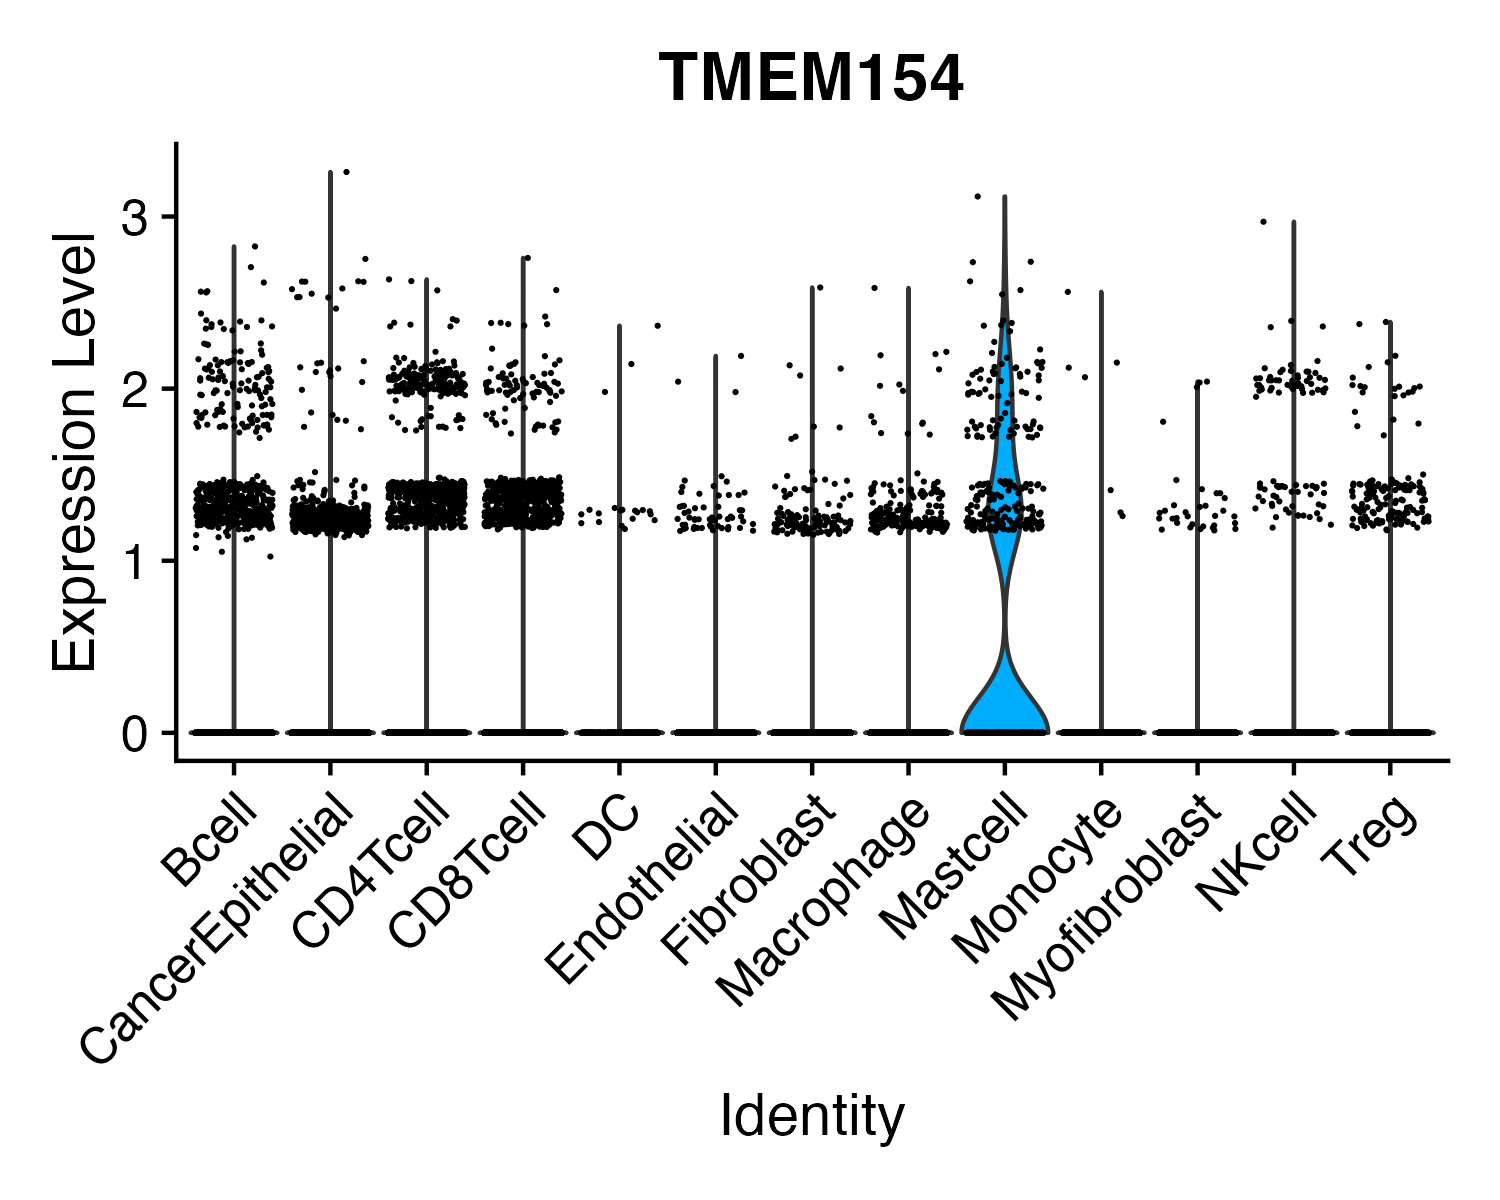 TMEM154
Expression Level
3
2
1
0
Bcell
CancerEpithelial
CD4Tcell
CD8Tcell
DC
Endothelial
Fibroblast
Macrophage
Mastcell
Monocyte
Myofibroblast
NKcell
Treg
Identity